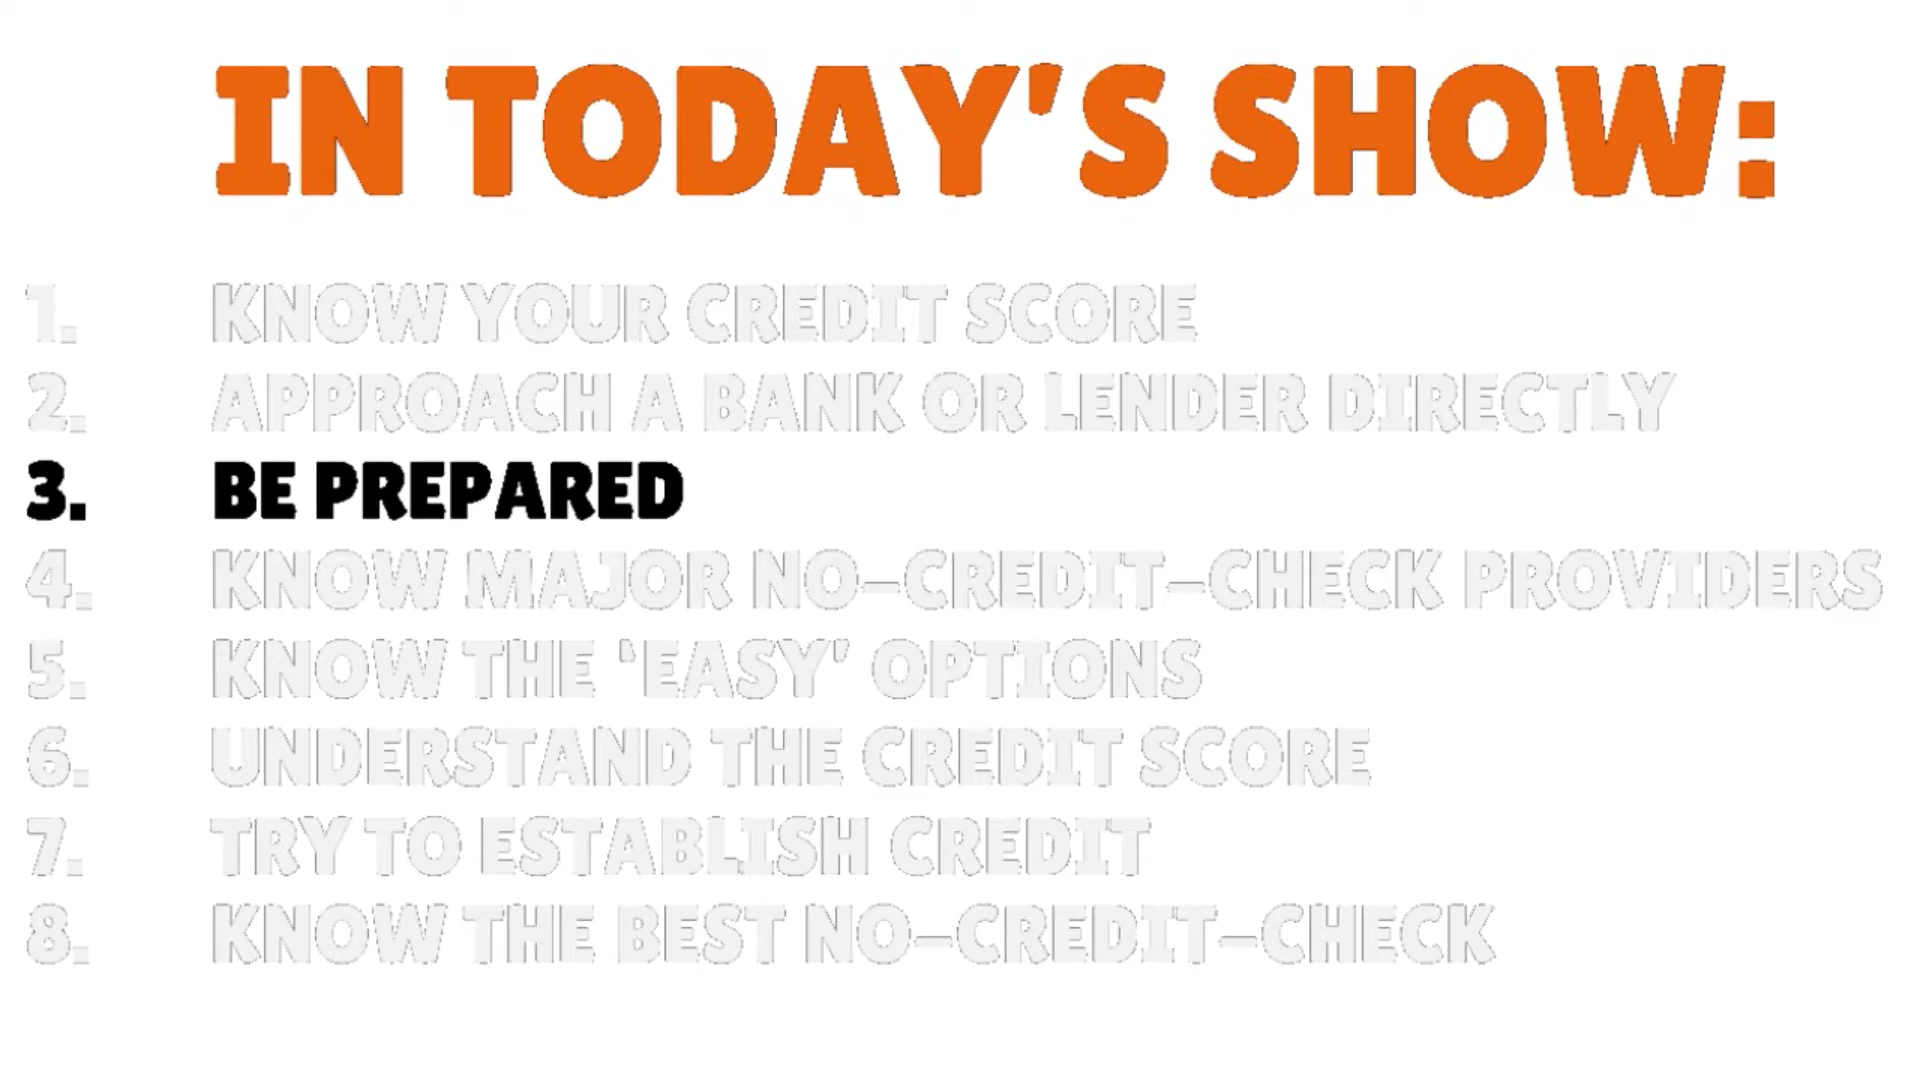 IN TODAY'S SHOW:
1. KNOW YOUR CREDIT SCORE
2. APPROACH A BANK OR LENDER DIRECTLY
3. BE PREPARED
4. KNOW MAJOR NO-CREDIT-CHECK PROVIDERS
5. KNOW THE 'EASY' OPTIONS
6. UNDERSTAND THE CREDIT SCORE
7. TRY TO ESTABLISH CREDIT
8. KNOW THE BEST NO-CREDIT-CHECK